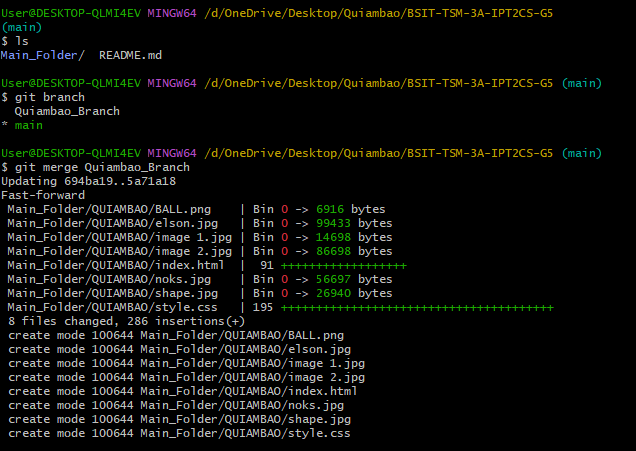 User@DESKTOP-QLMI4EV MINGW64 /d/OneDrive/Desktop/Quiambao/BSIT-TSM-3A-IPT2CS-G5
(main)
$ ls
Main_Folder/  README.md

User@DESKTOP-QLMI4EV MINGW64 /d/OneDrive/Desktop/Quiambao/BSIT-TSM-3A-IPT2CS-G5 (main)
$ git branch
  Quiambao_Branch
* main

User@DESKTOP-QLMI4EV MINGW64 /d/OneDrive/Desktop/Quiambao/BSIT-TSM-3A-IPT2CS-G5 (main)
$ git merge Quiambao_Branch
Updating 694ba19..5a71a18
Fast-forward
 Main_Folder/QUIAMBAO/BALL.png    | Bin 0 -> 6916 bytes
 Main_Folder/QUIAMBAO/elson.jpg   | Bin 0 -> 99433 bytes
 Main_Folder/QUIAMBAO/image 1.jpg | Bin 0 -> 14698 bytes
 Main_Folder/QUIAMBAO/image 2.jpg | Bin 0 -> 86698 bytes
 Main_Folder/QUIAMBAO/index.html  |  91 ++++++++++++++++++
 Main_Folder/QUIAMBAO/noks.jpg    | Bin 0 -> 56697 bytes
 Main_Folder/QUIAMBAO/shape.jpg   | Bin 0 -> 26940 bytes
 Main_Folder/QUIAMBAO/style.css   | 195 +++++++++++++++++++++++++++++++++++++++
 8 files changed, 286 insertions(+)
 create mode 100644 Main_Folder/QUIAMBAO/BALL.png
 create mode 100644 Main_Folder/QUIAMBAO/elson.jpg
 create mode 100644 Main_Folder/QUIAMBAO/image 1.jpg
 create mode 100644 Main_Folder/QUIAMBAO/image 2.jpg
 create mode 100644 Main_Folder/QUIAMBAO/index.html
 create mode 100644 Main_Folder/QUIAMBAO/noks.jpg
 create mode 100644 Main_Folder/QUIAMBAO/shape.jpg
 create mode 100644 Main_Folder/QUIAMBAO/style.css